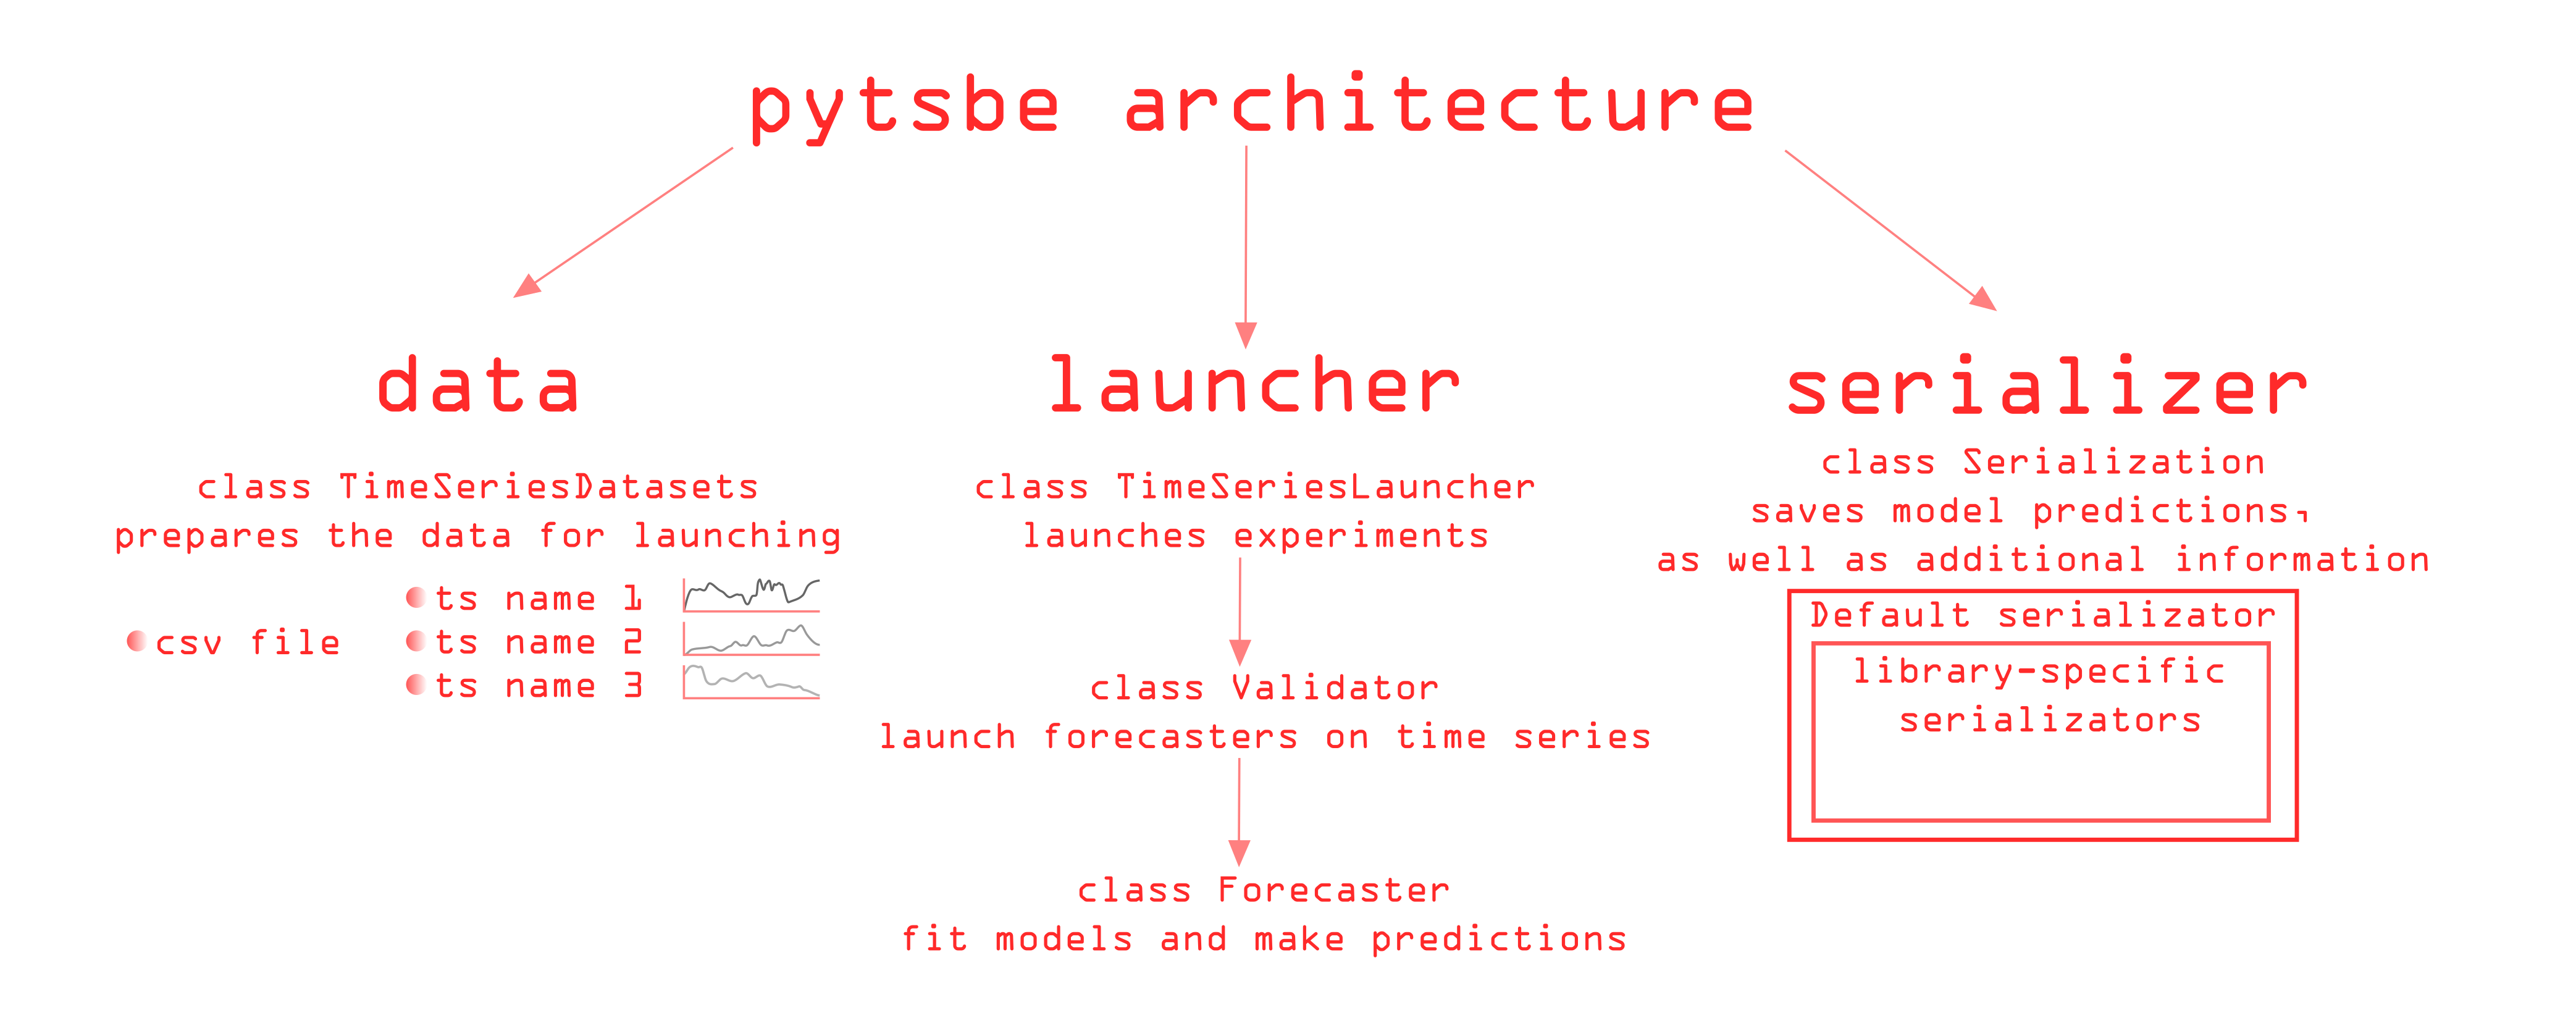 pytsbe architecture
data
class TimeSeriesDatasets
prepares the data for launching
csv file
ts name 1
ts name 2
ts name 3
launcher
class TimeSeriesLauncher
launches experiments
class Validator
launch forecasters on time series
class Forecaster
fit models and make predictions
serializer
class Serialization
saves model predictions,
as well as additional information
Default serializator
library-specific
serializators